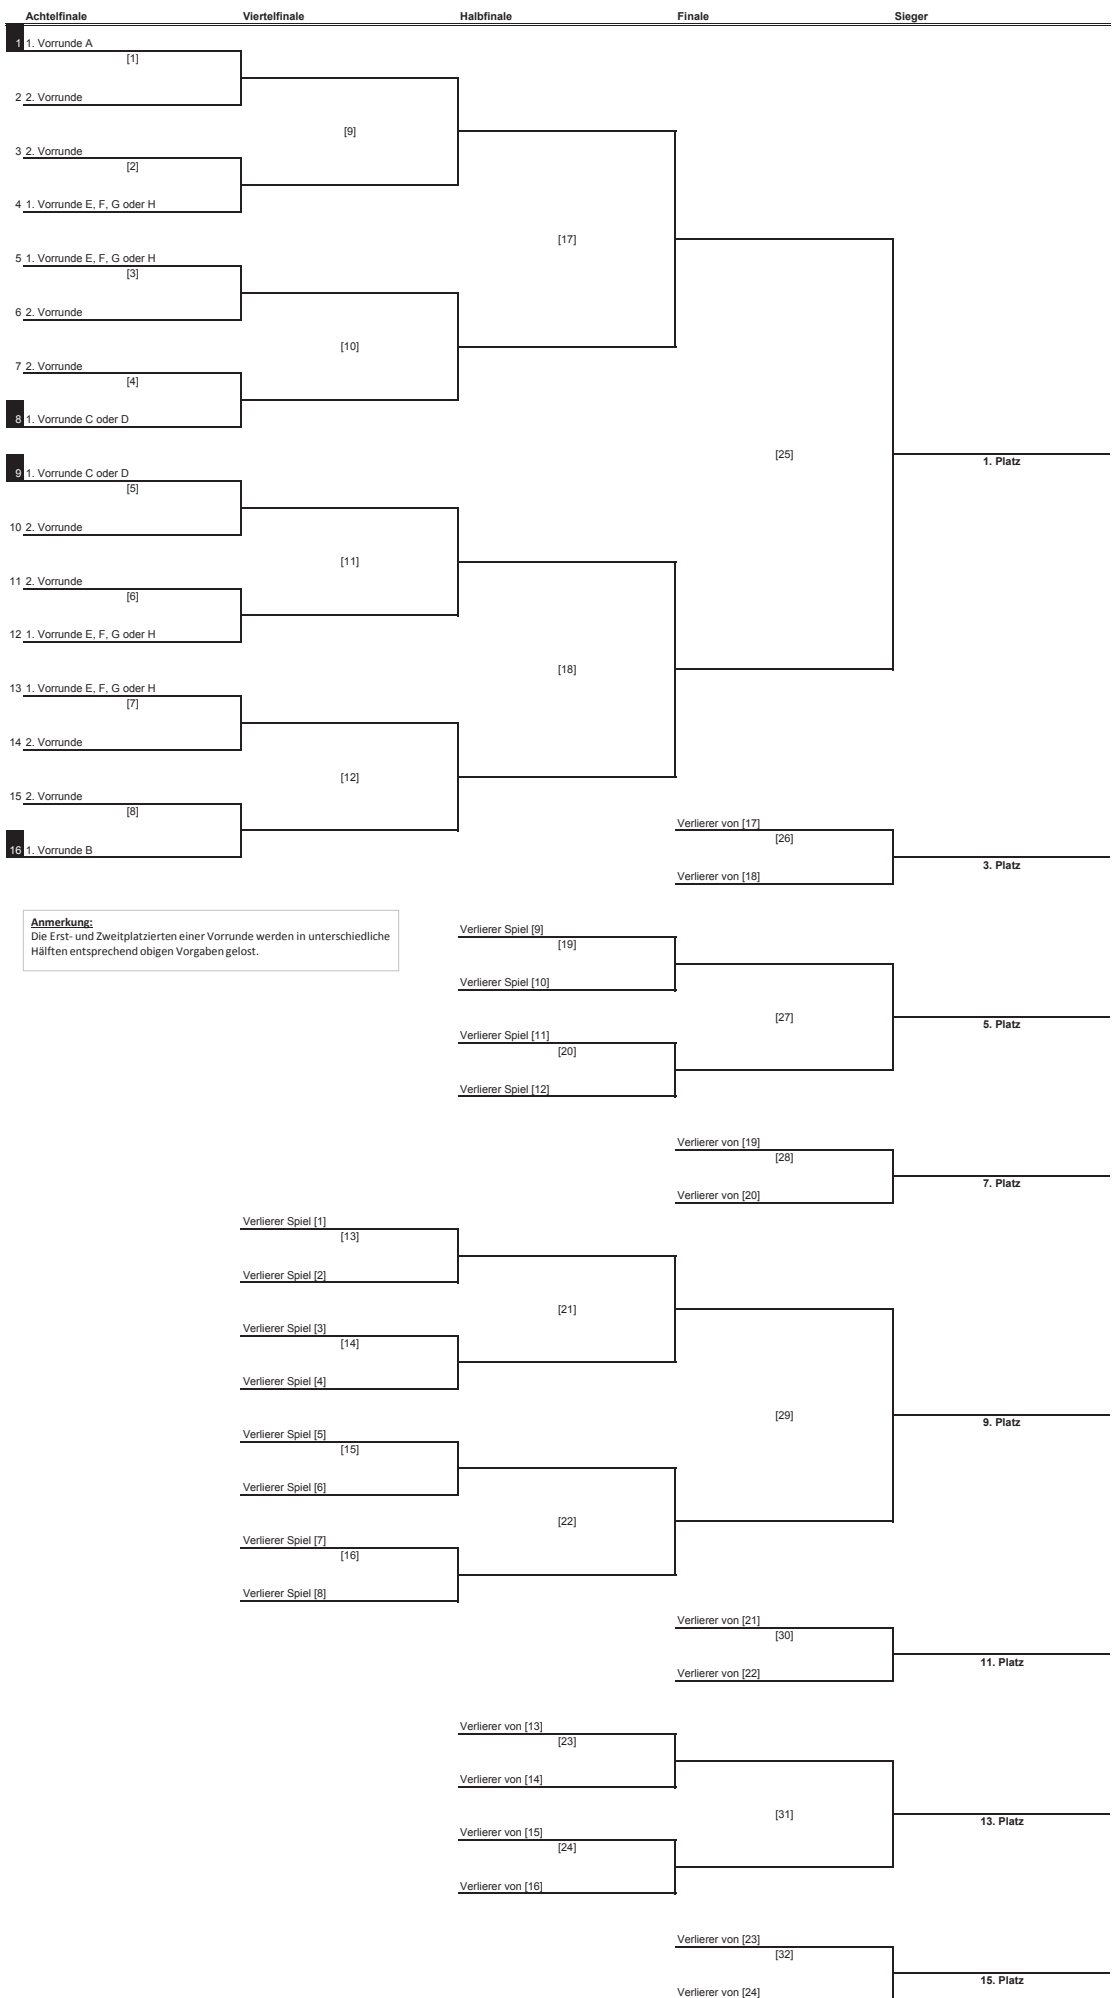 Achtelfinale Viertelfinale Halbfinale Finale Sieger
1 1. Vorrunde A
[1]
2 2. Vorrunde
[9]
3 2. Vorrunde
[2]
4 1. Vorrunde E, F, G oder H
[17]
5 1. Vorrunde E, F, G oder H
[3]
6 2. Vorrunde
[10]
7 2. Vorrunde
[4]
8 1. Vorrunde C oder D
[25]
1. Platz
9 1. Vorrunde C oder D
[5]
10 2. Vorrunde
[11]
11 2. Vorrunde
[6]
12 1. Vorrunde E, F, G oder H
[18]
13 1. Vorrunde E, F, G oder H
[7]
14 2. Vorrunde
[12]
15 2. Vorrunde
[8]
16 1. Vorrunde B
Verlierer von [17]
[26]
3. Platz
Verlierer von [18]
Anmerkung:
Die Erst- und Zweitplatzierten einer Vorrunde werden in unterschiedliche
Hälften entsprechend obigen Vorgaben gelost.
Verlierer Spiel [9]
[19]
Verlierer Spiel [10]
[27]
5. Platz
Verlierer Spiel [11]
[20]
Verlierer Spiel [12]
Verlierer von [19]
[28]
7. Platz
Verlierer von [20]
Verlierer Spiel [1]
[13]
Verlierer Spiel [2]
[21]
Verlierer Spiel [3]
[14]
Verlierer Spiel [4]
[29]
9. Platz
Verlierer Spiel [5]
[15]
Verlierer Spiel [6]
[22]
Verlierer Spiel [7]
[16]
Verlierer Spiel [8]
Verlierer von [21]
[30]
11. Platz
Verlierer von [22]
Verlierer von [13]
[23]
Verlierer von [14]
[31]
13. Platz
Verlierer von [15]
[24]
Verlierer von [16]
Verlierer von [23]
[32]
15. Platz
Verlierer von [24]